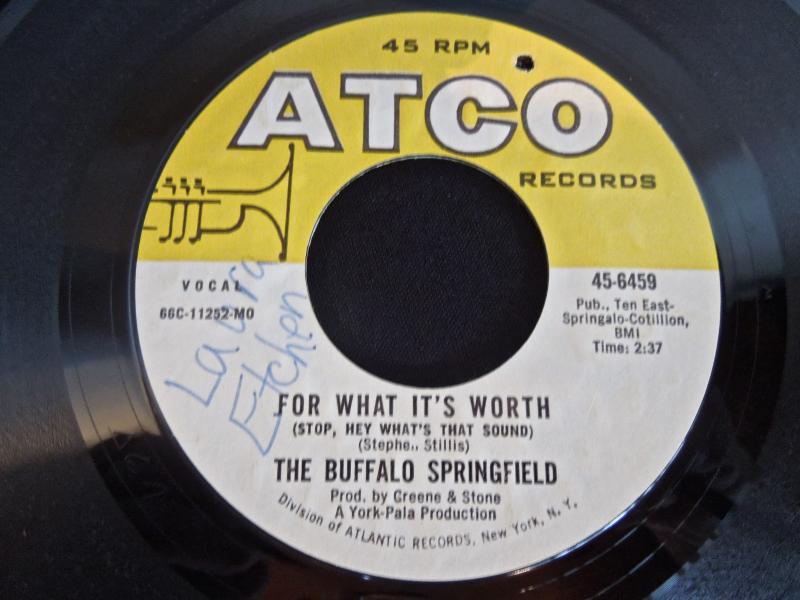 45 RPM
ATCO
RECORDS
VOCAL
66C-11252-MO
45-6459
Pub., Ten East-
Springalo-Cotillion,
BMI
Time: 2:37
Laura
Etchen
FOR WHAT IT'S WORTH
(STOP, HEY WHAT'S THAT SOUND)
(Stephe.. Stillis)
THE BUFFALO SPRINGFIELD
Prod. by Greene & Stone
A York-Pala Production
Division of ATLANTIC RECORDS, New York, N. Y.